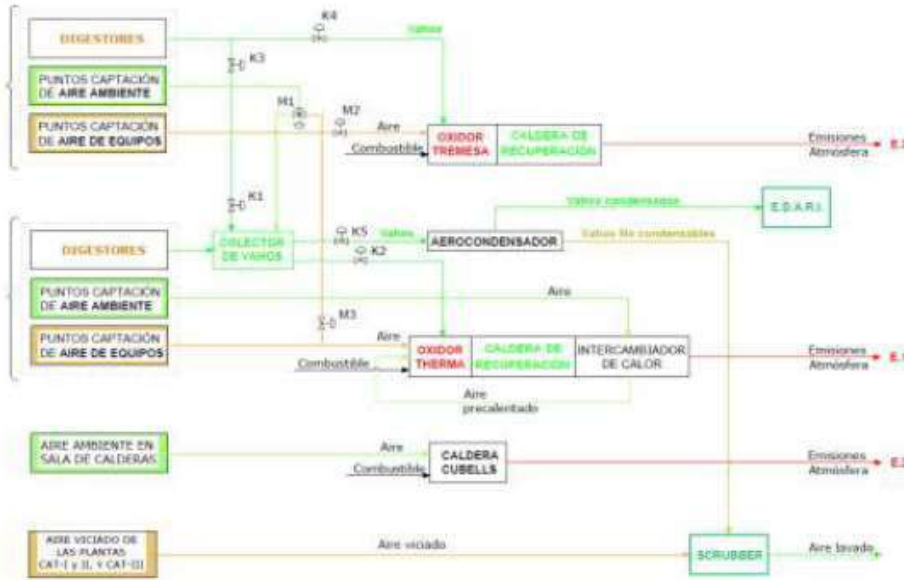 DIGESTORES
K4
Vahos
K3
PUNTOS CAPTACIÓN
DE AIRE AMBIENTE
M1
M2
PUNTOS CAPTACIÓN
DE AIRE DE EQUIPOS
Aire
Combustible
OXIDOR
TREMESA
CALDERA DE
RECUPERACIÓN
Emisiones
Atmósfera
K1
Vahos condensados
E.D.A.R.I.
DIGESTORES
COLECTOR
DE VAHOS
K5
Vahos
AEROCONDENSADOR
Vahos No condensables
K2
PUNTOS CAPTACIÓN
DE AIRE AMBIENTE
Aire
PUNTOS CAPTACIÓN
DE AIRE DE EQUIPOS
M3
Aire
Combustible
OXIDOR
THERMA
CALDERA DE
RECUPERACIÓN
INTERCAMBIADOR
DE CALOR
Emisiones
Atmósfera
Aire
precalentado
AIRE AMBIENTE EN
SALA DE CALDERAS
Aire
Combustible
CALDERA
CUBELLS
Emisiones
Atmósfera
AIRE VICIADO DE
LAS PLANTAS
Aire viciado
SCRUBBER
Aire lavado